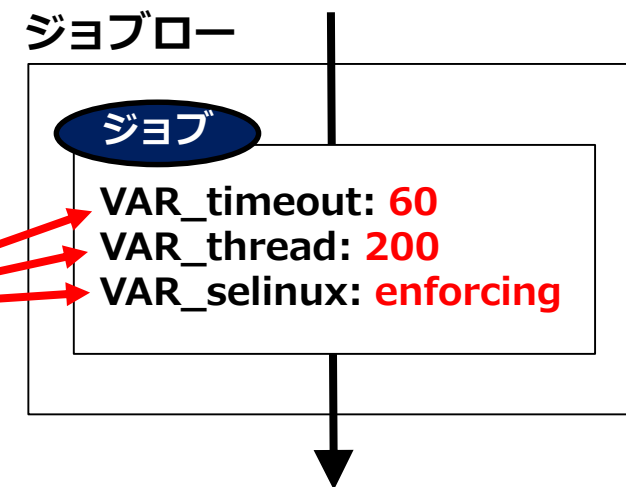 ジョブロー
ジョブ
VAR_timeout: 60
VAR_thread: 200
VAR_selinux: enforcing